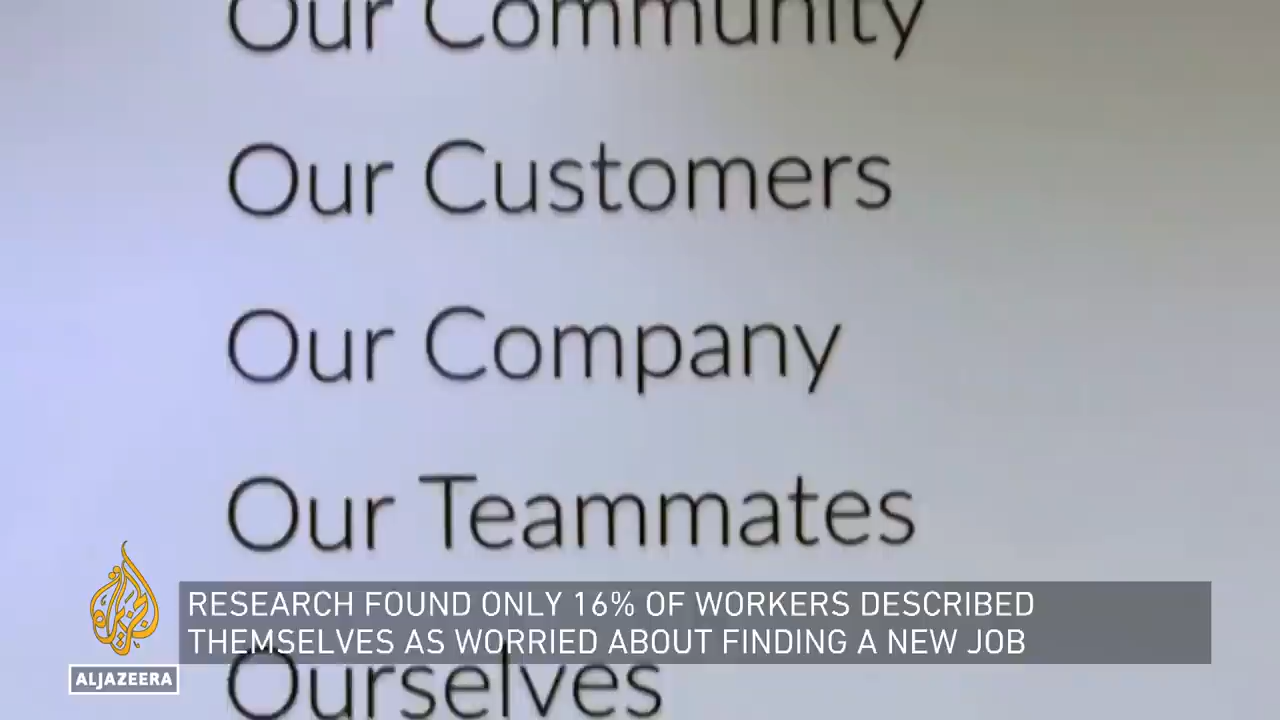 Our Community
Our Customers
Our Company
Our Teammates
RESEARCH FOUND ONLY 16% OF WORKERS DESCRIBED
THEMSELVES AS WORRIED ABOUT FINDING A NEW JOB
Ourselves
الجزيرة
ALJAZEERA